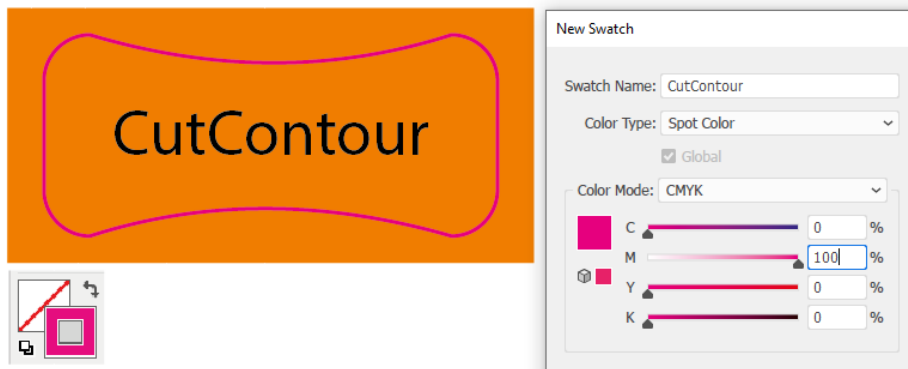 CutContour
New Swatch
Swatch Name: CutContour
Color Type: Spot Color
Global
Color Mode: CMYK
C 0 %
M 100 %
Y 0 %
K 0 %